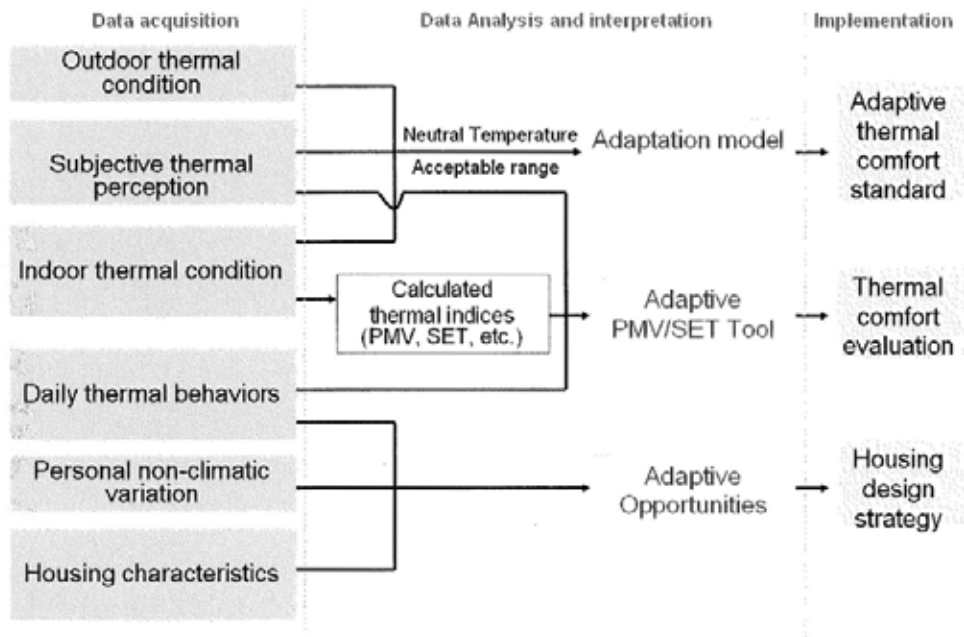 Data acquisition
Data Analysis and interpretation
Implementation
Outdoor thermal
condition
Subjective thermal
perception
Indoor thermal condition
Daily thermal behaviors
Personal non-climatic
variation
Housing characteristics
Neutral Temperature
Acceptable range
Calculated
thermal indices
(PMV, SET, etc.)
Adaptation model
Adaptive
PMV/SET Tool
Adaptive
Opportunities
Adaptive
thermal
comfort
standard
Thermal
comfort
evaluation
Housing
design
strategy